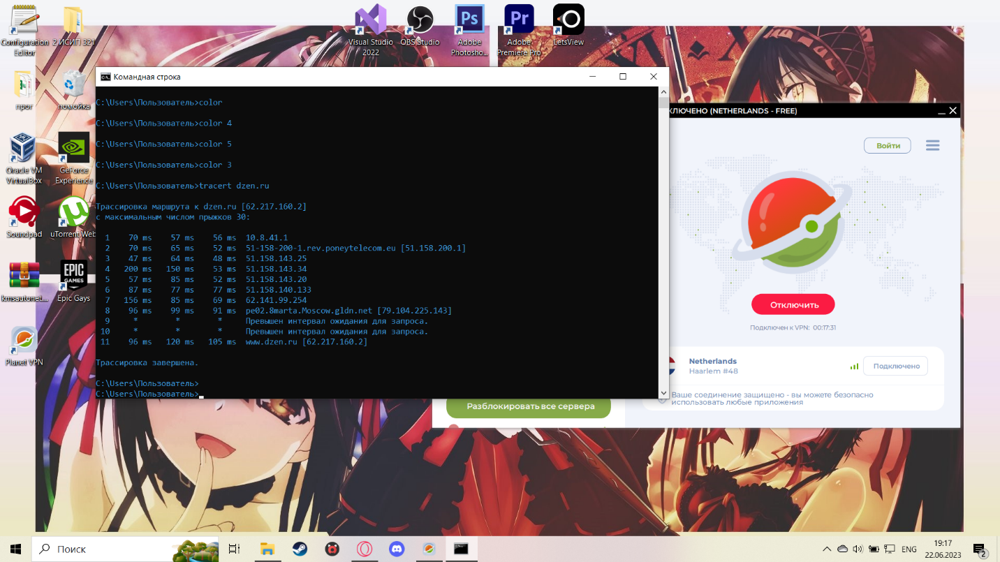 Configuration Editor
2 ИСИП 321
Visual Studio 2022
OBS Studio
Adobe Photosho...
Adobe Premiere Pro
LetsView
прог
помойка
Oracle VM VirtualBox
GeForce Experience
Soundpad
uTorrent Web
kmsautonet...
Epic Gays
Planet VPN
Командная строка
C:\Users\Пользователь>color
C:\Users\Пользователь>color 4
C:\Users\Пользователь>color 5
C:\Users\Пользователь>color 3
C:\Users\Пользователь>tracert dzen.ru
Трассировка маршрута к dzen.ru [62.217.160.2]
с максимальным числом прыжков 30:
1 70 ms 57 ms 56 ms 10.8.41.1
2 70 ms 65 ms 52 ms 51-158-200-1.rev.poneytelecom.eu [51.158.200.1]
3 47 ms 64 ms 48 ms 51.158.143.25
4 200 ms 150 ms 53 ms 51.158.143.34
5 57 ms 85 ms 52 ms 51.158.143.20
6 87 ms 77 ms 77 ms 51.158.140.133
7 156 ms 85 ms 69 ms 62.141.99.254
8 96 ms 99 ms 91 ms pe02.8marta.Moscow.gldn.net [79.104.225.143]
9 * * * Превышен интервал ожидания для запроса.
10 * * * Превышен интервал ожидания для запроса.
11 96 ms 120 ms 105 ms www.dzen.ru [62.217.160.2]
Трассировка завершена.
C:\Users\Пользователь>
C:\Users\Пользователь>
КЛЮЧЕНО (NETHERLANDS - FREE)
Войти
Отключить
Подключен к VPN: 00:17:31
Netherlands
Haarlem #48
Подключено
Ваше соединение защищено - вы можете безопасно
использовать любые приложения
Разблокировать все сервера
Поиск
ENG
19:17
22.06.2023
2